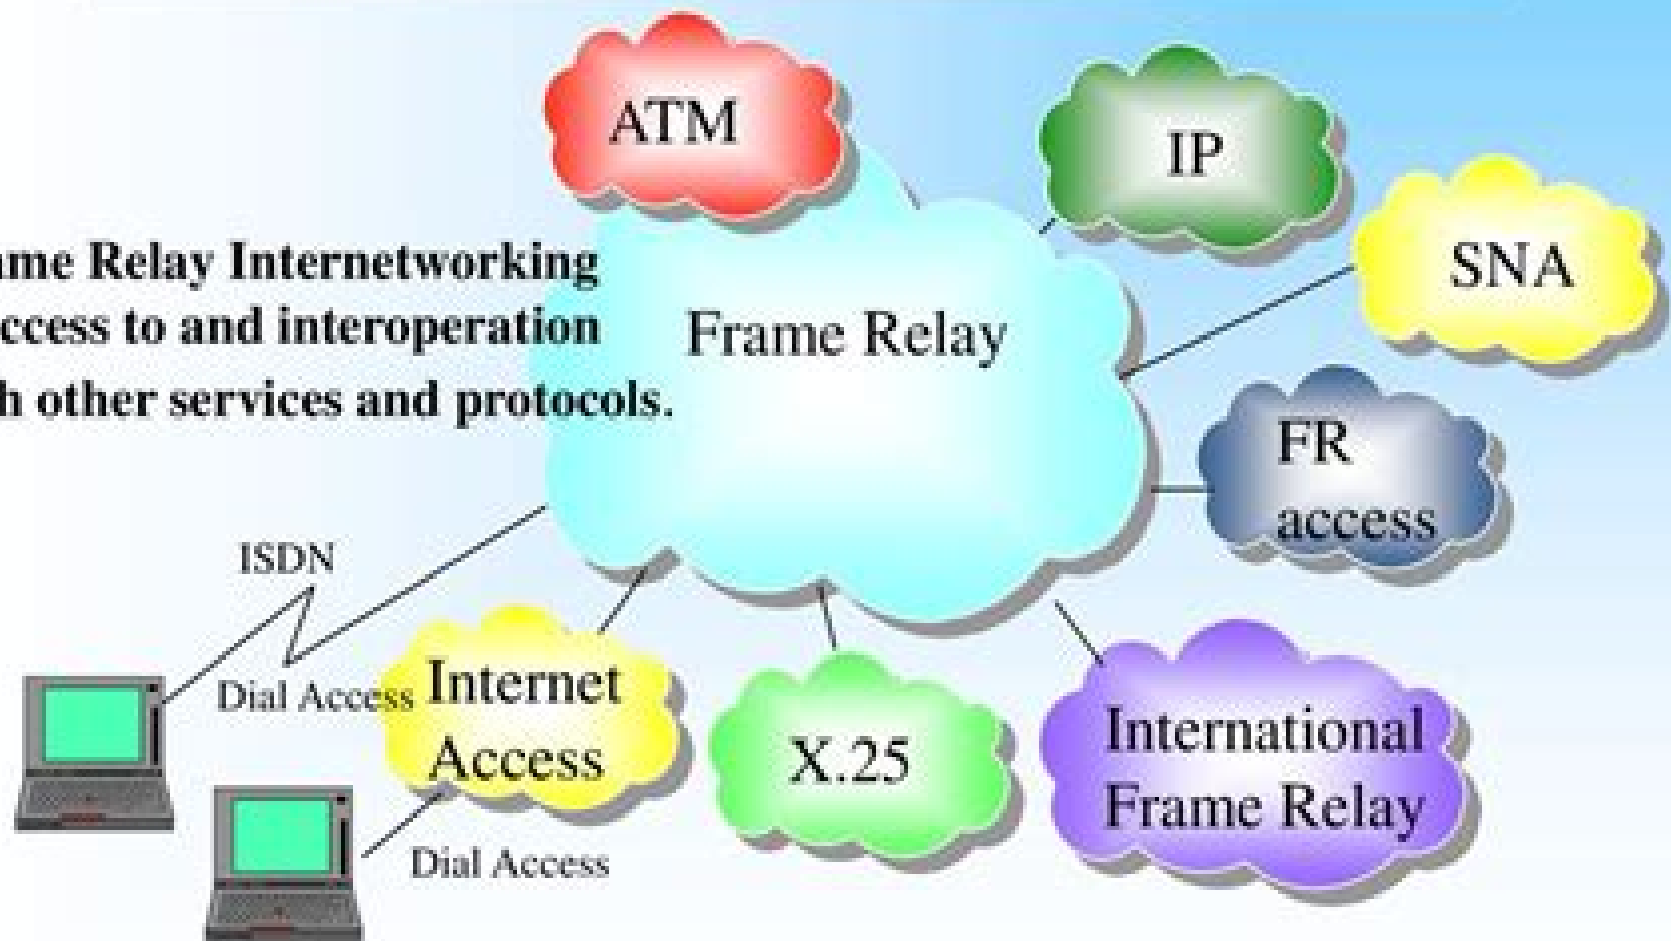 ATM
IP
SNA
ame Relay Internetworking
ccess to and interoperation
h other services and protocols.
Frame Relay
FR
access
ISDN
Dial Access
Internet
Access
X.25
International
Frame Relay
Dial Access